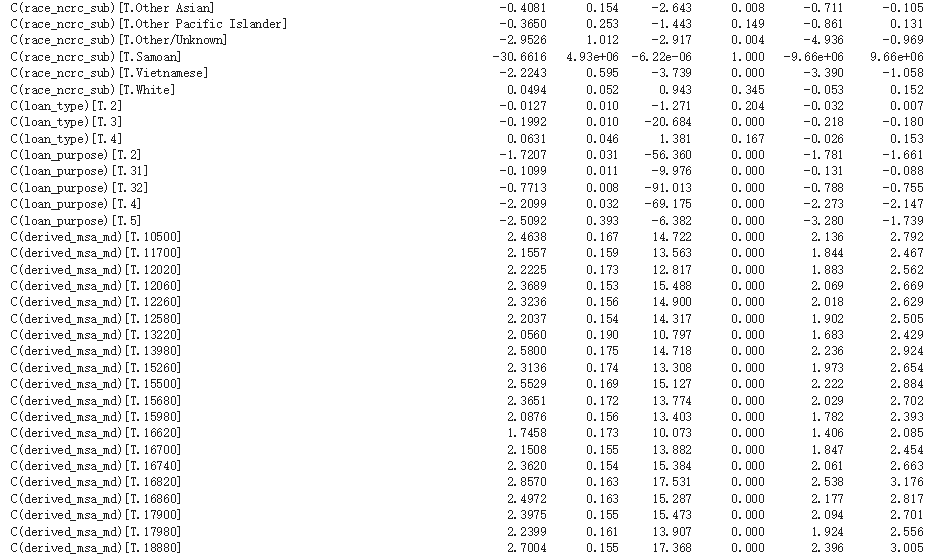 C(race_ncrc_sub)[T.Other Asian] -0.4081 0.154 -2.643 0.008 -0.711 -0.105
C(race_ncrc_sub)[T.Other Pacific Islander] -0.3650 0.253 -1.443 0.149 -0.861 0.131
C(race_ncrc_sub)[T.Other/Unknown] -2.9526 1.012 -2.917 0.004 -4.936 -0.969
C(race_ncrc_sub)[T.Samoan] -30.6616 4.93e+06 -6.22e-06 1.000 -9.66e+06 9.66e+06
C(race_ncrc_sub)[T.Vietnamese] -2.2243 0.595 -3.739 0.000 -3.390 -1.058
C(race_ncrc_sub)[T.White] 0.0494 0.052 0.943 0.345 -0.053 0.152
C(loan_type)[T.2] -0.0127 0.010 -1.271 0.204 -0.032 0.007
C(loan_type)[T.3] -0.1992 0.010 -20.684 0.000 -0.218 -0.180
C(loan_type)[T.4] 0.0631 0.046 1.381 0.167 -0.026 0.153
C(loan_purpose)[T.2] -1.7207 0.031 -56.360 0.000 -1.781 -1.661
C(loan_purpose)[T.31] -0.1099 0.011 -9.976 0.000 -0.131 -0.088
C(loan_purpose)[T.32] -0.7713 0.008 -91.013 0.000 -0.788 -0.755
C(loan_purpose)[T.4] -2.2099 0.032 -69.175 0.000 -2.273 -2.147
C(loan_purpose)[T.5] -2.5092 0.393 -6.382 0.000 -3.280 -1.739
C(derived_msa_md)[T.10500] 2.4638 0.167 14.722 0.000 2.136 2.792
C(derived_msa_md)[T.11700] 2.1557 0.159 13.563 0.000 1.844 2.467
C(derived_msa_md)[T.12020] 2.2225 0.173 12.817 0.000 1.883 2.562
C(derived_msa_md)[T.12060] 2.3689 0.153 15.488 0.000 2.069 2.669
C(derived_msa_md)[T.12260] 2.3236 0.156 14.900 0.000 2.018 2.629
C(derived_msa_md)[T.12580] 2.2037 0.154 14.317 0.000 1.902 2.505
C(derived_msa_md)[T.13220] 2.0560 0.190 10.797 0.000 1.683 2.429
C(derived_msa_md)[T.13980] 2.5800 0.175 14.718 0.000 2.236 2.924
C(derived_msa_md)[T.15260] 2.3136 0.174 13.308 0.000 1.973 2.654
C(derived_msa_md)[T.15500] 2.5529 0.169 15.127 0.000 2.222 2.884
C(derived_msa_md)[T.15680] 2.3651 0.172 13.774 0.000 2.029 2.702
C(derived_msa_md)[T.15980] 2.0876 0.156 13.403 0.000 1.782 2.393
C(derived_msa_md)[T.16620] 1.7458 0.173 10.073 0.000 1.406 2.085
C(derived_msa_md)[T.16700] 2.1508 0.155 13.882 0.000 1.847 2.454
C(derived_msa_md)[T.16740] 2.3620 0.154 15.384 0.000 2.061 2.663
C(derived_msa_md)[T.16820] 2.8570 0.163 17.531 0.000 2.538 3.176
C(derived_msa_md)[T.16860] 2.4972 0.163 15.287 0.000 2.177 2.817
C(derived_msa_md)[T.17900] 2.3975 0.155 15.473 0.000 2.094 2.701
C(derived_msa_md)[T.17980] 2.2399 0.161 13.907 0.000 1.924 2.556
C(derived_msa_md)[T.18880] 2.7004 0.155 17.368 0.000 2.396 3.005